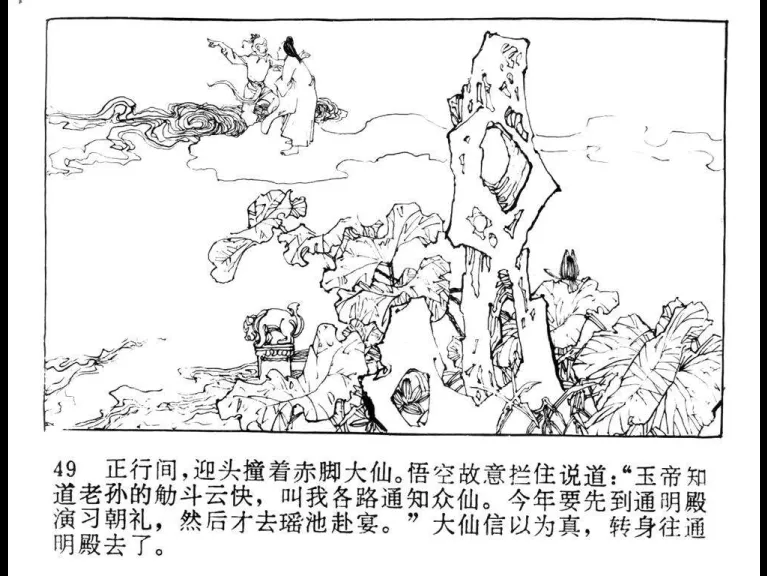 49 正行间，迎头撞着赤脚大仙。悟空故意拦住说道：“玉帝知
道老孙的觔斗云快，叫我各路通知众仙。今年要先到通明殿
演习朝礼，然后才去瑶池赴宴。”大仙信以为真，转身往通
明殿去了。